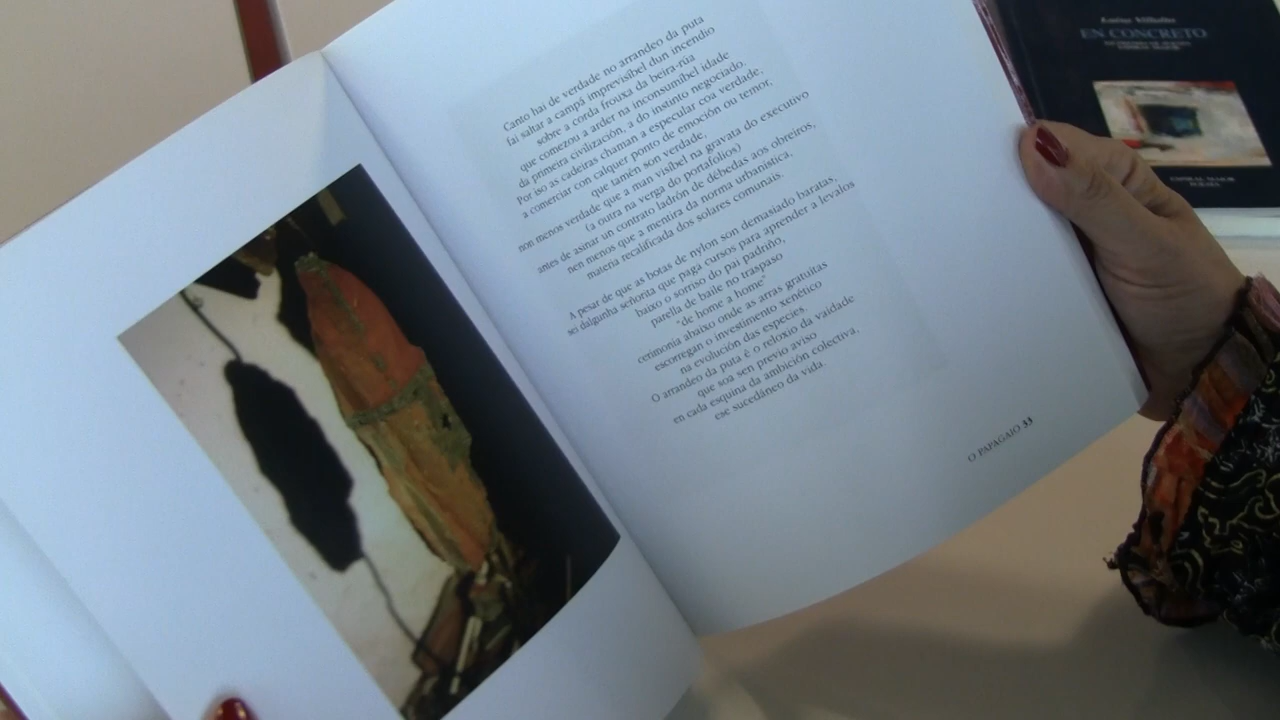 Canto hai de verdade no arrandeo da puta
fai saltar a campá imprevisíbel dun incendio
sobre a corda frouxa da beira-rúa
que comezou a arder na inconsumíbel idade
da primeira civilización, a do instinto negociado.
Por iso as cadeiras chaman a especular coa verdade,
a comerciar con calquer ponto de emoción ou temor,
que tamén son verdade,
non menos verdade que a man visíbel na gravata do executivo
(a outra na verga do portafolios)
antes de asinar un contrato ladrón de débedas aos obreiros,
nen menos que a mentira da norma urbanística,
materia recalificada dos solares comunais.
A pesar de que as botas de nylon son demasiado baratas,
sei dalgunha señorita que paga cursos para aprender a levalos
baixo o sorriso do pai padriño,
parella de baile no traspaso
"de home a home"
cerimonia abaixo onde as arras gratuitas
escorregan o investimento xenético
na evolución das especies.
O arrandeo da puta é o reloxio da vaidade
que soa sen previo aviso
en cada esquina da ambición colectiva,
ese sucedáneo da vida.
O PAPAGAIO 33
EN CONCRETO
ESPIRAL MAIOR